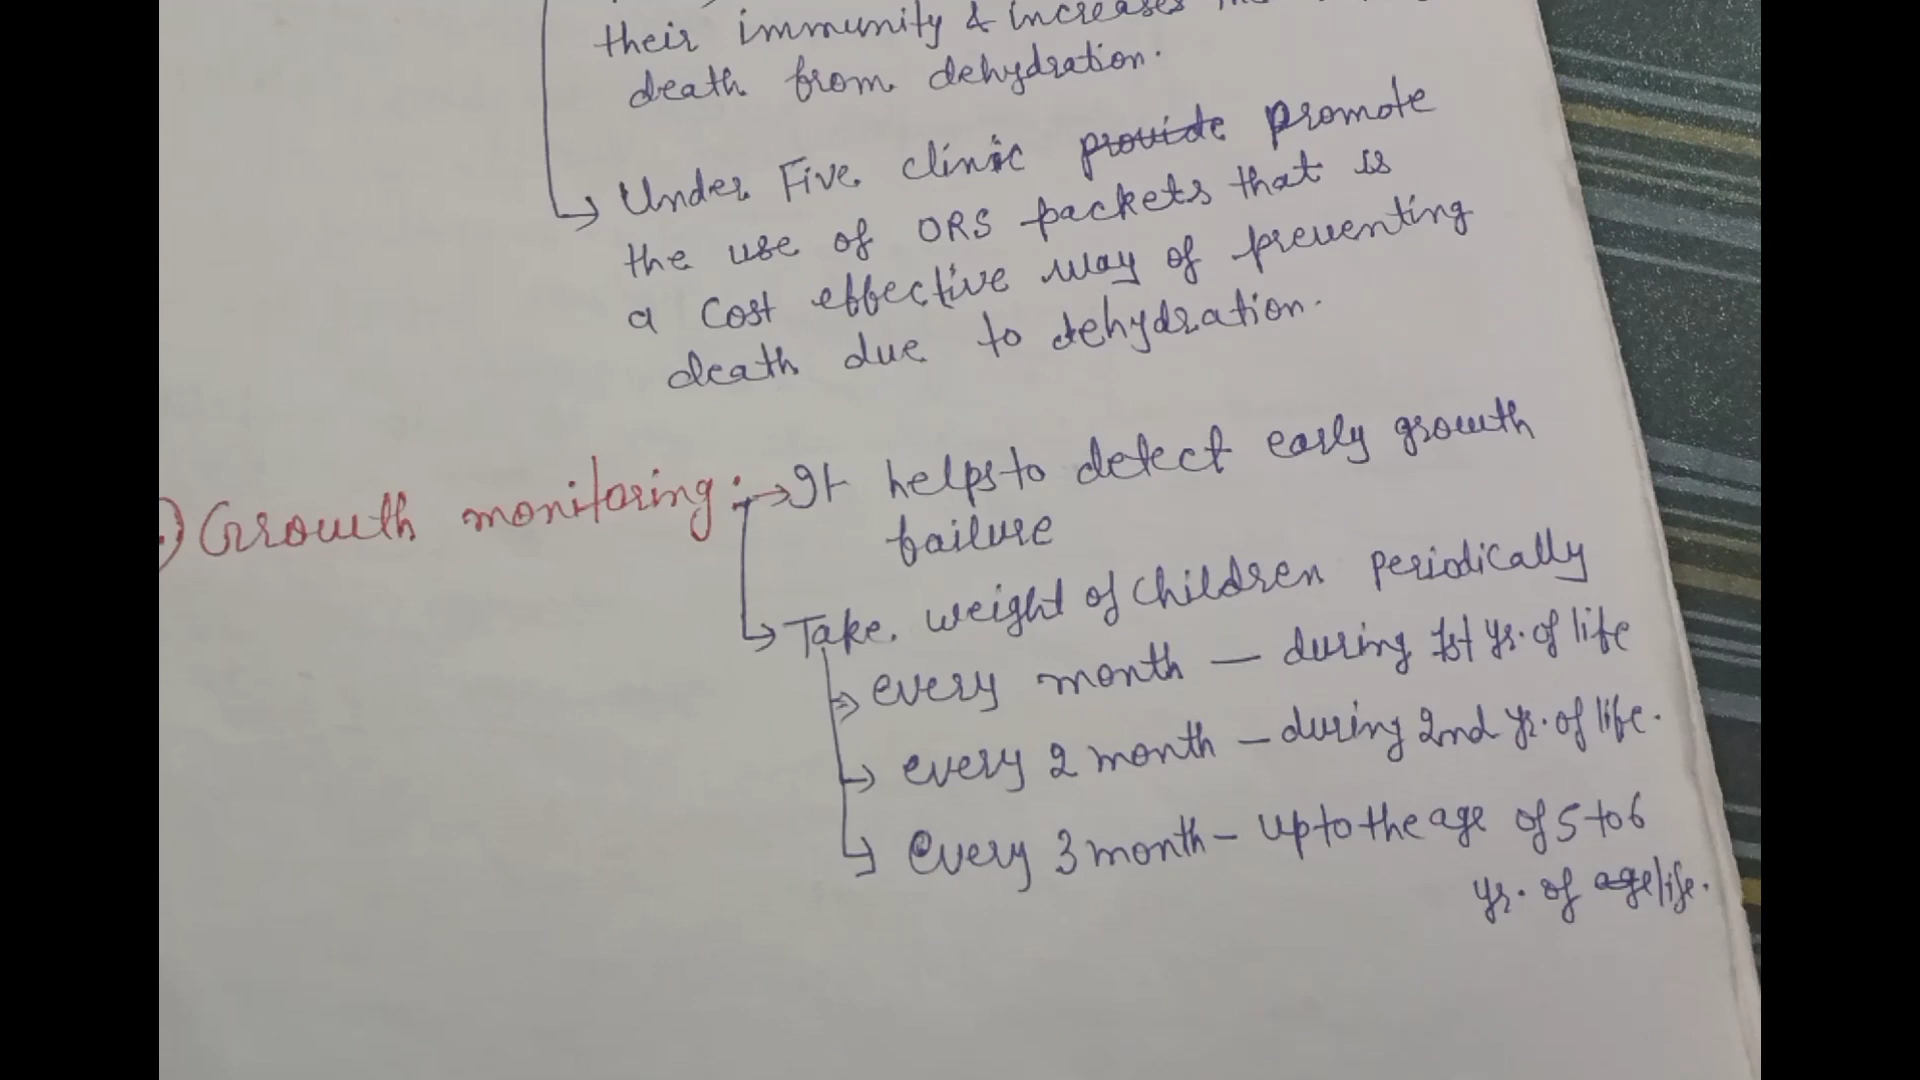 their immunity & increases
death from dehydration.
→ Under Five clinic provide promote
the use of ORS packets that is
a cost effective way of preventing
death due to dehydration.
.) Growth monitoring: → It helps to detect early growth
failure
→ Take weight of children periodically
→ every month – during 1st yr. of life
→ every 2 month – during 2nd yr. of life.
→ every 3 month – up to the age of 5 to 6
yr. of age life.